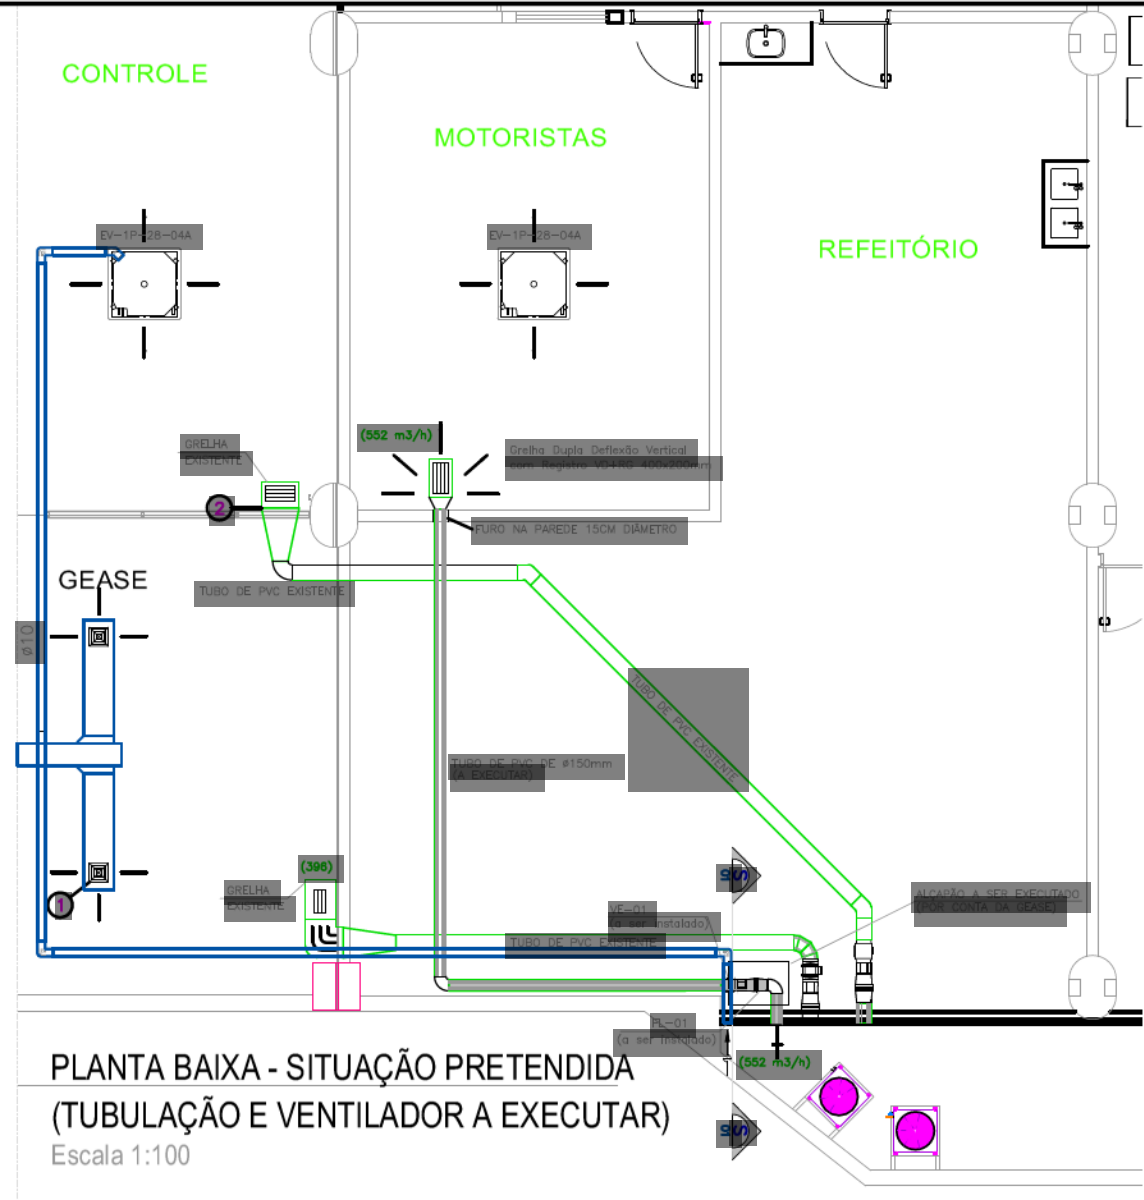 CONTROLE
MOTORISTAS
REFEITÓRIO
EV-1P-28-04A
EV-1P-28-04A
(552 m3/h)
GRELHA
EXISTENTE
Grelha Dupla Deflexão Vertical
com Registro VD4RG 400x200mm
2
FURO NA PAREDE 15CM DIÂMETRO
GEASE
TUBO DE PVC EXISTENTE
ø10
TUBO DE PVC EXISTENTE
TUBO DE PVC DE ø150mm
(A EXECUTAR)
(396)
GRELHA
EXISTENTE
1
VE-01
(a ser instalado)
ALÇAPÃO A SER EXECUTADO
(POR CONTA DA GEASE)
TUBO DE PVC EXISTENTE
FL-01
(a ser instalado)
(552 m3/h)
PLANTA BAIXA - SITUAÇÃO PRETENDIDA
(TUBULAÇÃO E VENTILADOR A EXECUTAR)
Escala 1:100